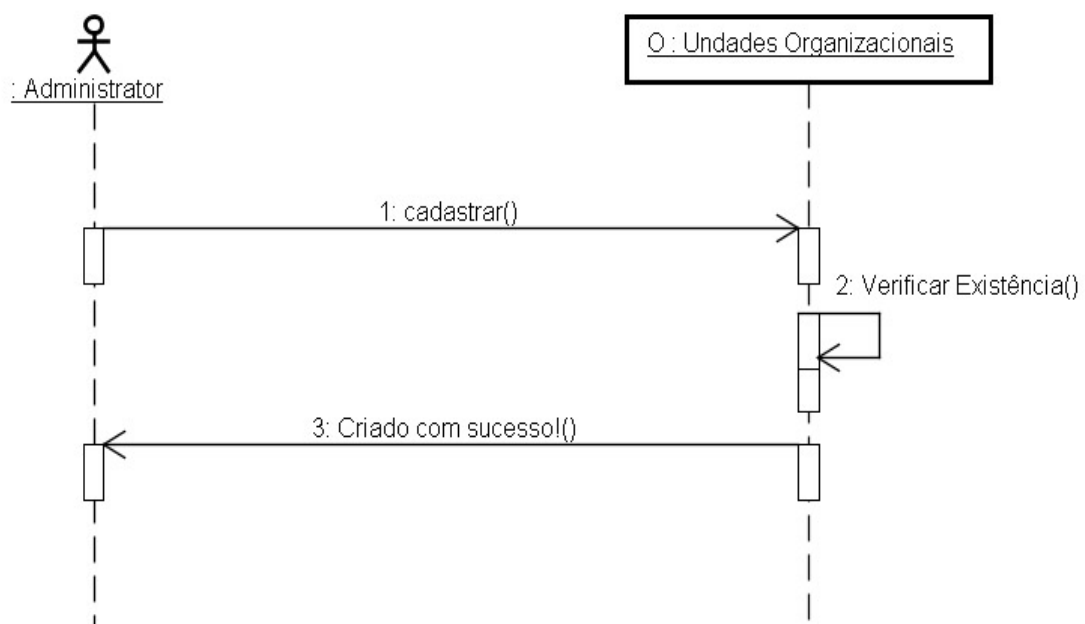 : Administrator
O : Undades Organizacionais
1: cadastrar()
2: Verificar Existência()
3: Criado com sucesso!()